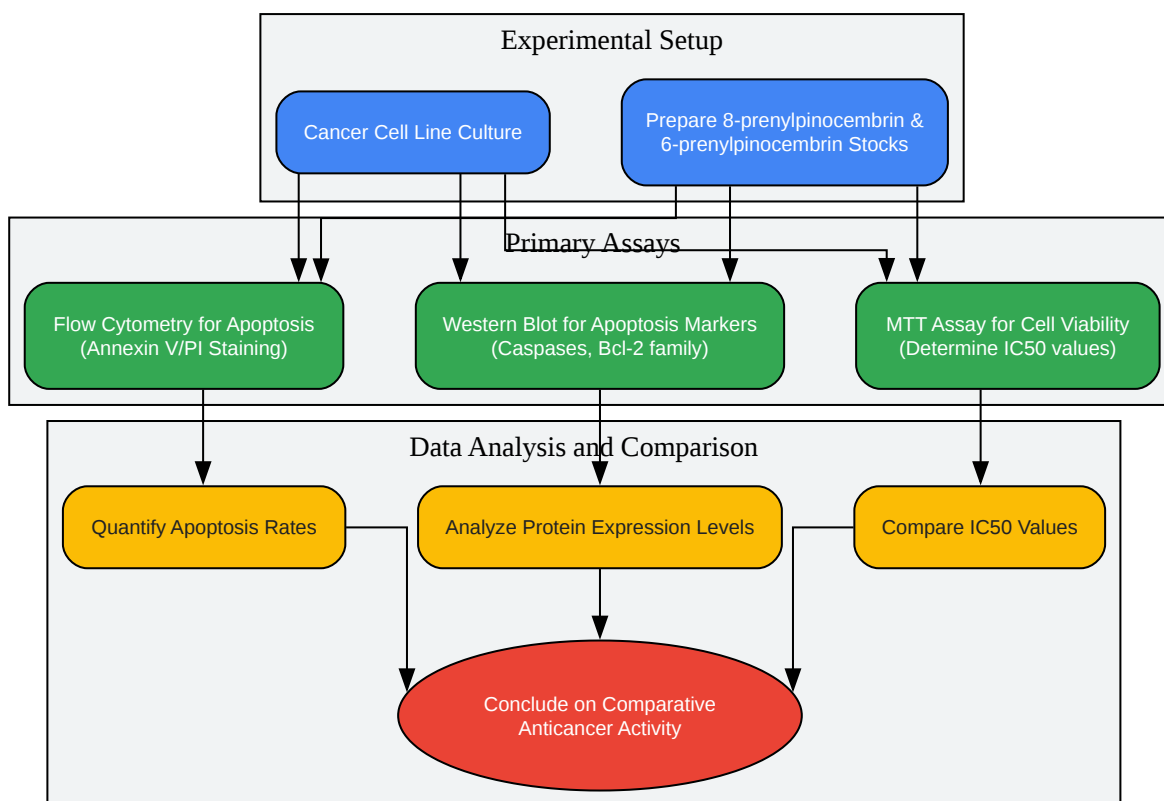 Experimental Setup
Cancer Cell Line Culture
Prepare 8-prenylpinocembrin &
6-prenylpinocembrin Stocks
Primary Assays
Flow Cytometry for Apoptosis
(Annexin V/PI Staining)
Western Blot for Apoptosis Markers
(Caspases, Bcl-2 family)
MTT Assay for Cell Viability
(Determine IC50 values)
Data Analysis and Comparison
Quantify Apoptosis Rates
Analyze Protein Expression Levels
Compare IC50 Values
Conclude on Comparative
Anticancer Activity